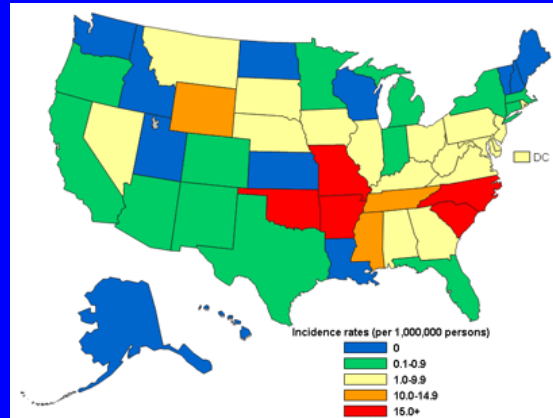 DC
Incidence rates (per 1,000,000 persons)
0
0.1-0.9
1.0-9.9
10.0-14.9
15.0+